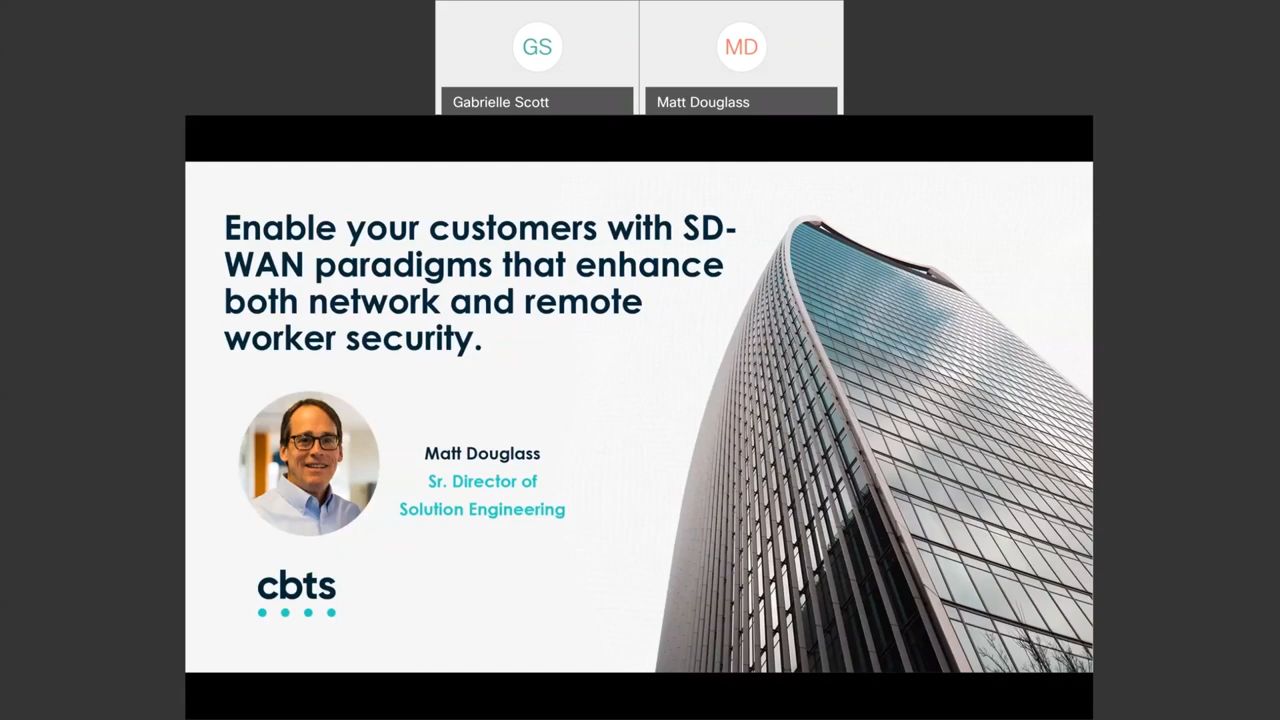 GS
MD
Gabrielle Scott
Matt Douglass
Enable your customers with SD-
WAN paradigms that enhance
both network and remote
worker security.
Matt Douglass
Sr. Director of
Solution Engineering
cbts